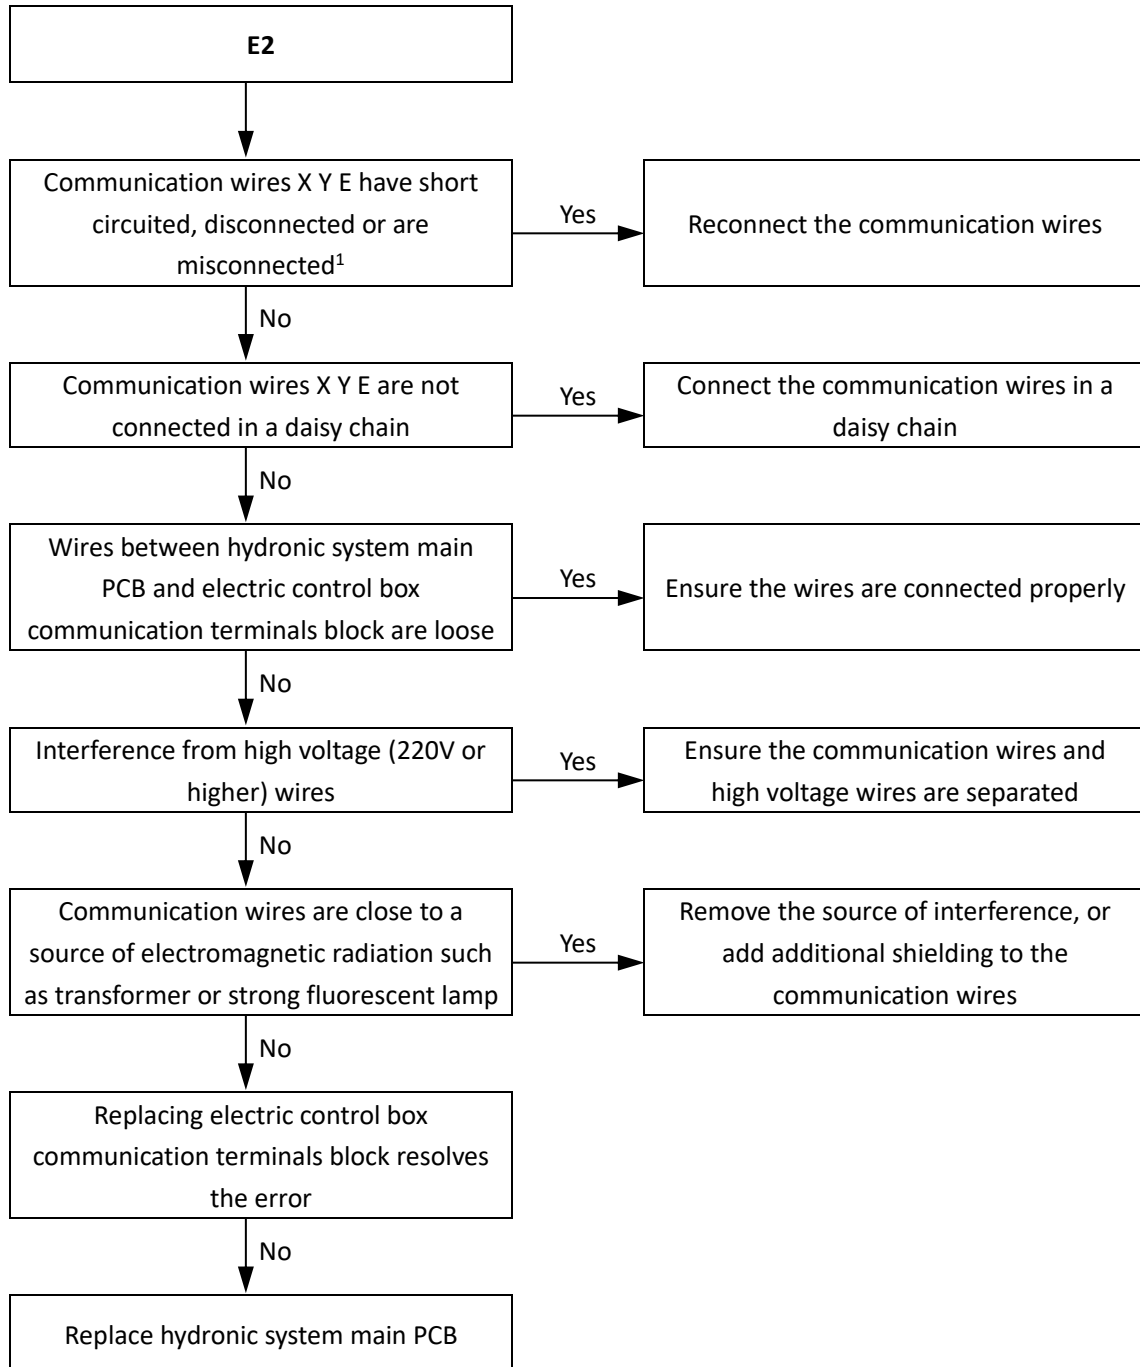 E2
Communication wires X Y E have short
circuited, disconnected or are
misconnected¹
Yes
Reconnect the communication wires
No
Communication wires X Y E are not
connected in a daisy chain
Yes
Connect the communication wires in a
daisy chain
No
Wires between hydronic system main
PCB and electric control box
communication terminals block are loose
Yes
Ensure the wires are connected properly
No
Interference from high voltage (220V or
higher) wires
Yes
Ensure the communication wires and
high voltage wires are separated
No
Communication wires are close to a
source of electromagnetic radiation such
as transformer or strong fluorescent lamp
Yes
Remove the source of interference, or
add additional shielding to the
communication wires
No
Replacing electric control box
communication terminals block resolves
the error
No
Replace hydronic system main PCB